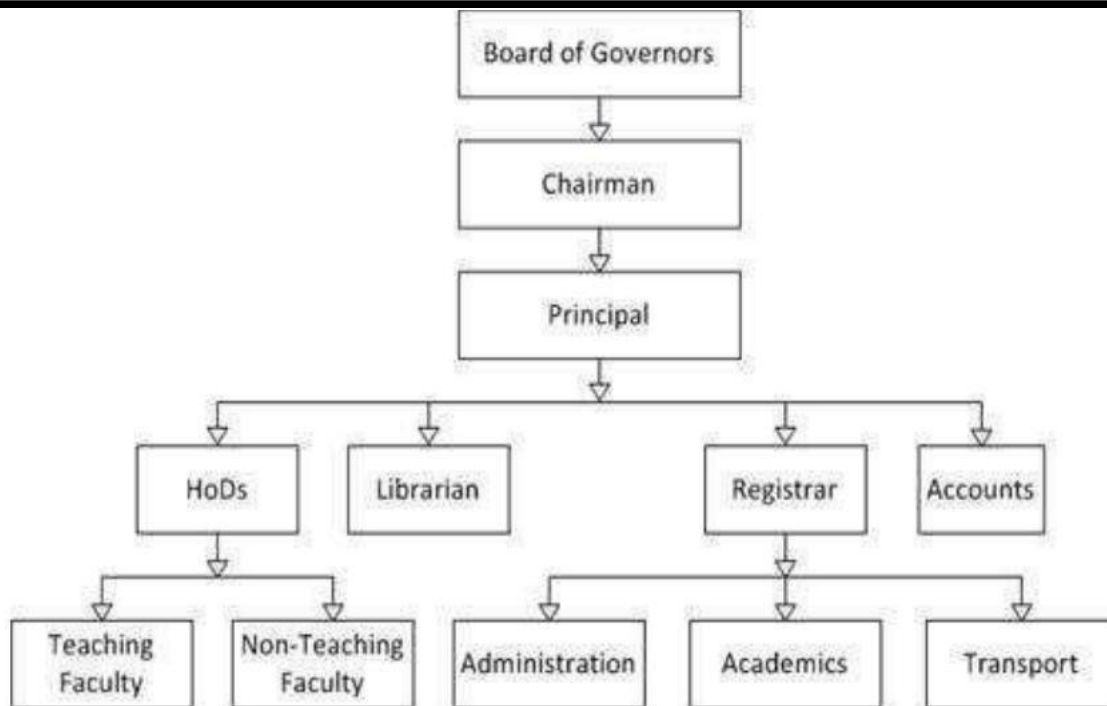 Board of Governors
Chairman
Principal
HoDs
Librarian
Registrar
Accounts
Teaching
Faculty
Non-Teaching
Faculty
Administration
Academics
Transport